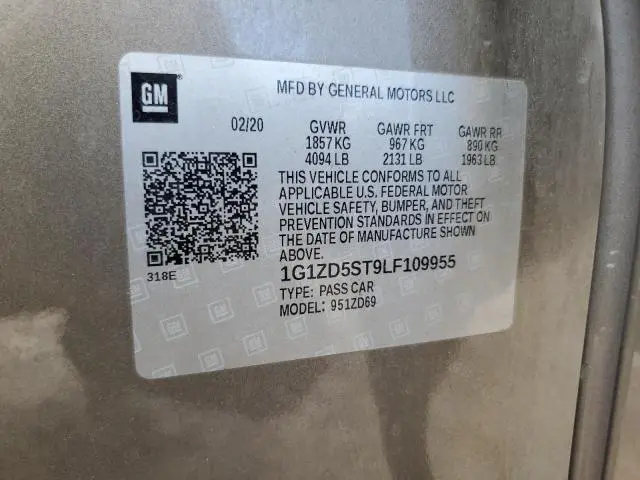 GM
MFD BY GENERAL MOTORS LLC
02/20 GVWR GAWR FRT GAWR RR
1857 KG 967 KG 890 KG
4094 LB 2131 LB 1963 LB
THIS VEHICLE CONFORMS TO ALL
APPLICABLE U.S. FEDERAL MOTOR
VEHICLE SAFETY, BUMPER, AND THEFT
PREVENTION STANDARDS IN EFFECT ON
THE DATE OF MANUFACTURE SHOWN
ABOVE.
318E
1G1ZD5ST9LF109955
TYPE: PASS CAR
MODEL: 951ZD69